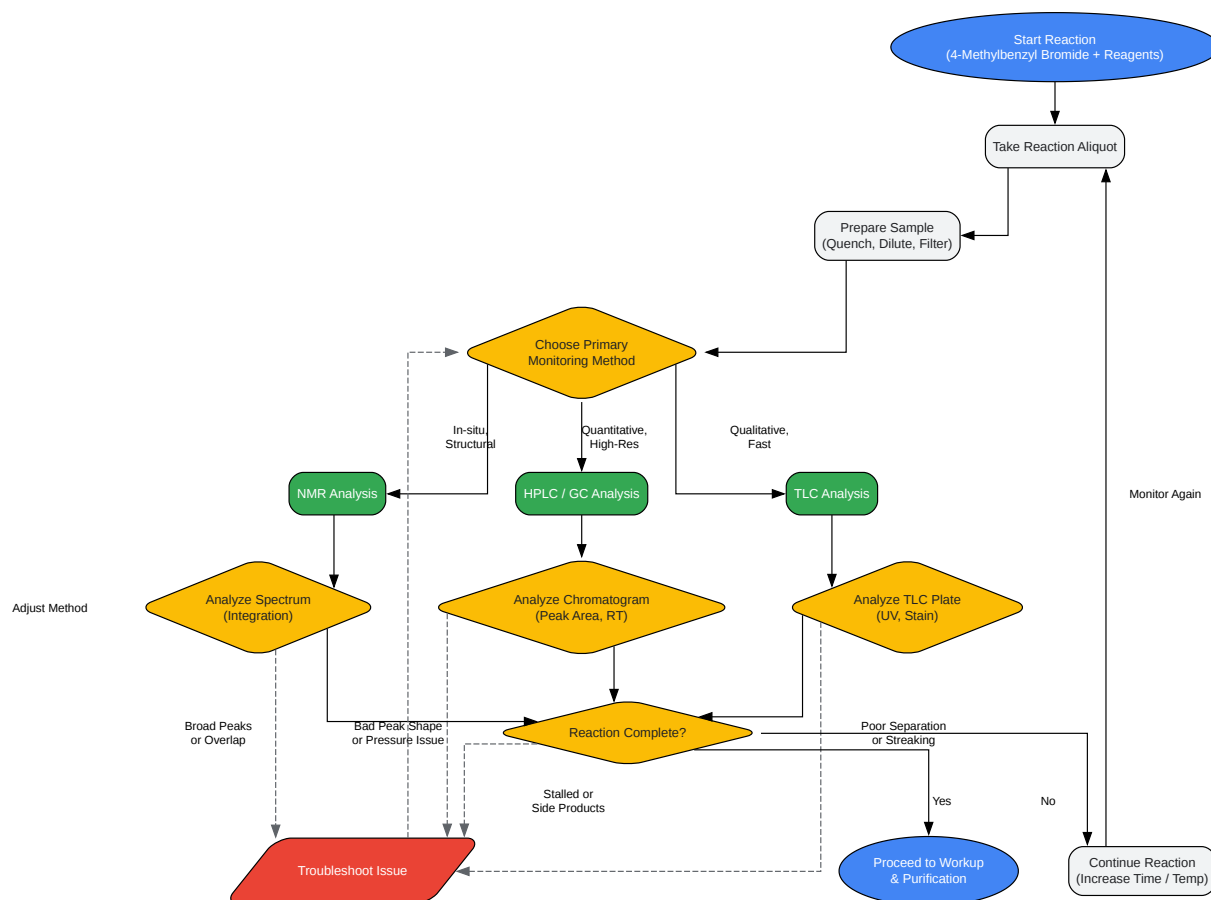 Start Reaction
(4-Methylbenzyl Bromide + Reagents)
Take Reaction Aliquot
Prepare Sample
(Quench, Dilute, Filter)
Choose Primary
Monitoring Method
In-situ,
Structural
Quantitative,
High-Res
Qualitative,
Fast
NMR Analysis
HPLC / GC Analysis
TLC Analysis
Monitor Again
Adjust Method
Analyze Spectrum
(Integration)
Analyze Chromatogram
(Peak Area, RT)
Analyze TLC Plate
(UV, Stain)
Broad Peaks
or Overlap
Bad Peak Shape
or Pressure Issue
Reaction Complete?
Poor Separation
or Streaking
Stalled or
Side Products
Yes
No
Troubleshoot Issue
Proceed to Workup
& Purification
Continue Reaction
(Increase Time / Temp)